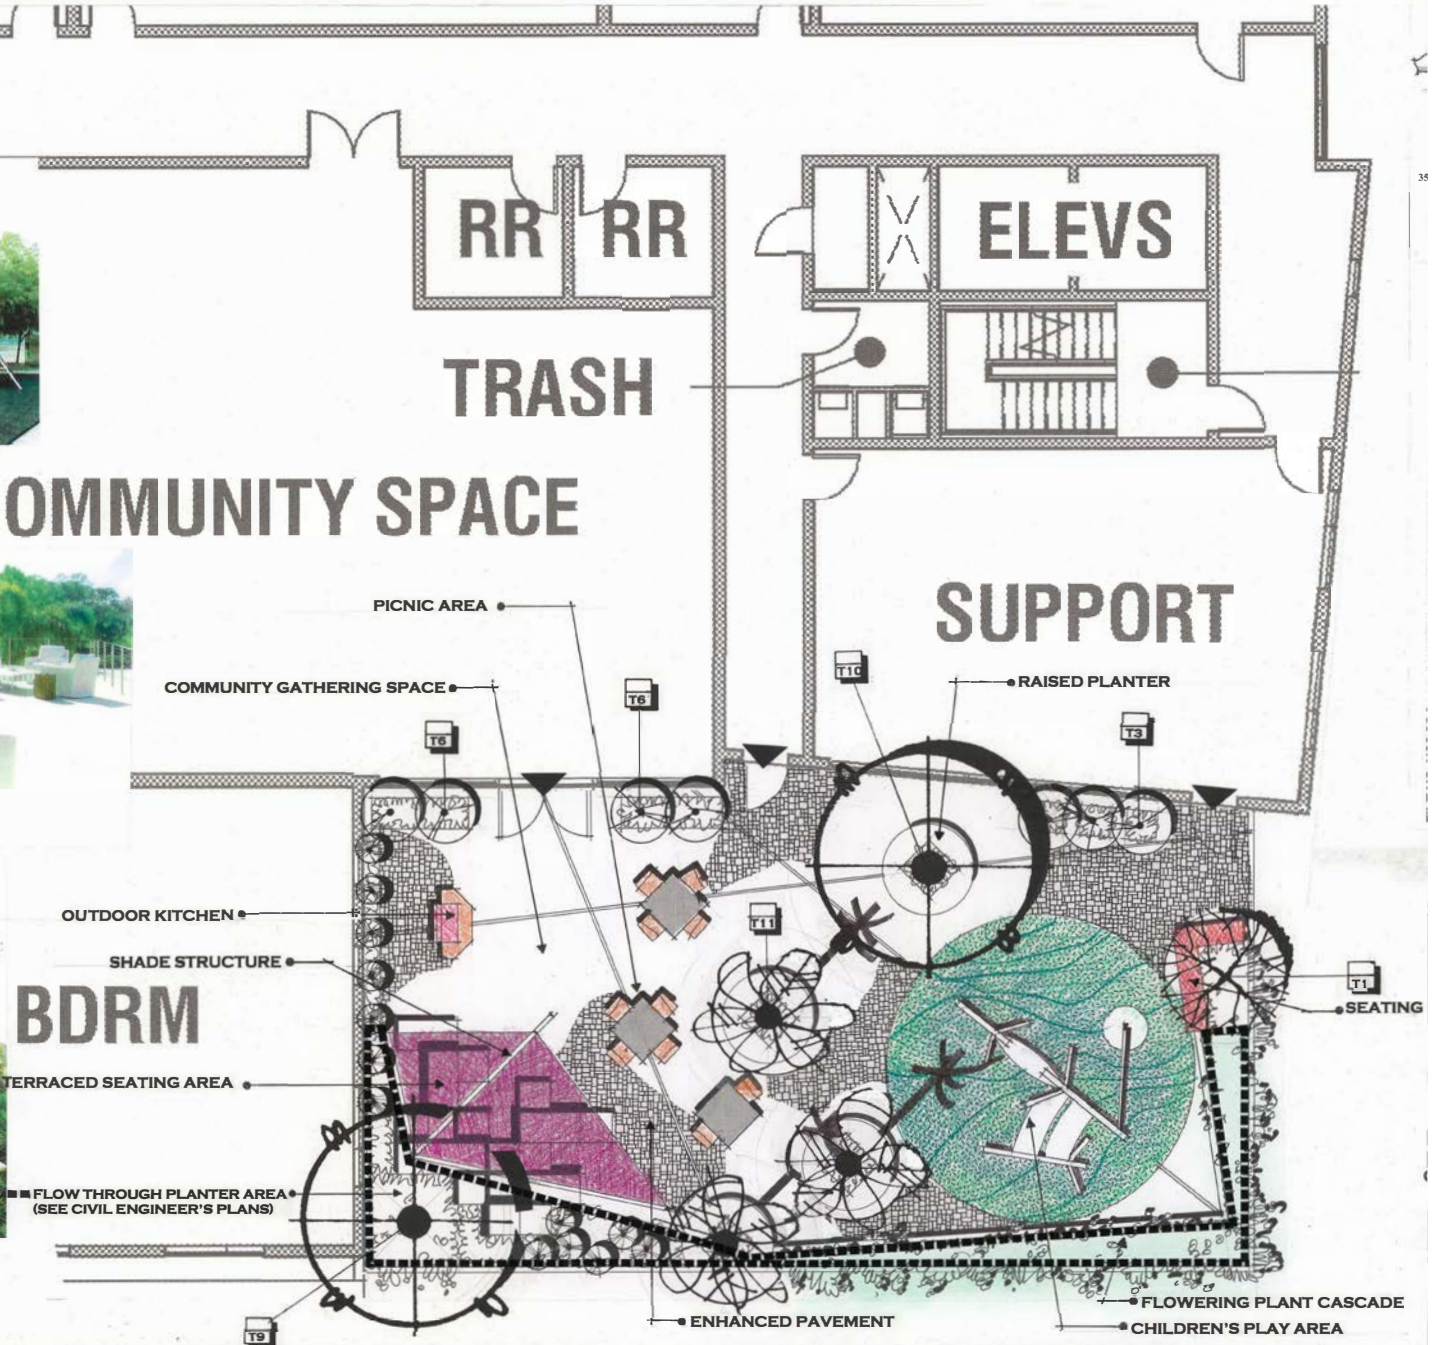 RR RR
ELEVS
TRASH
OMMUNITY SPACE
SUPPORT
PICNIC AREA
COMMUNITY GATHERING SPACE
T6
T6
T10
RAISED PLANTER
T3
OUTDOOR KITCHEN
T11
SHADE STRUCTURE
BDRM
T1
SEATING
TERRACED SEATING AREA
FLOW THROUGH PLANTER AREA
(SEE CIVIL ENGINEER'S PLANS)
FLOWERING PLANT CASCADE
ENHANCED PAVEMENT
CHILDREN'S PLAY AREA
T9
35